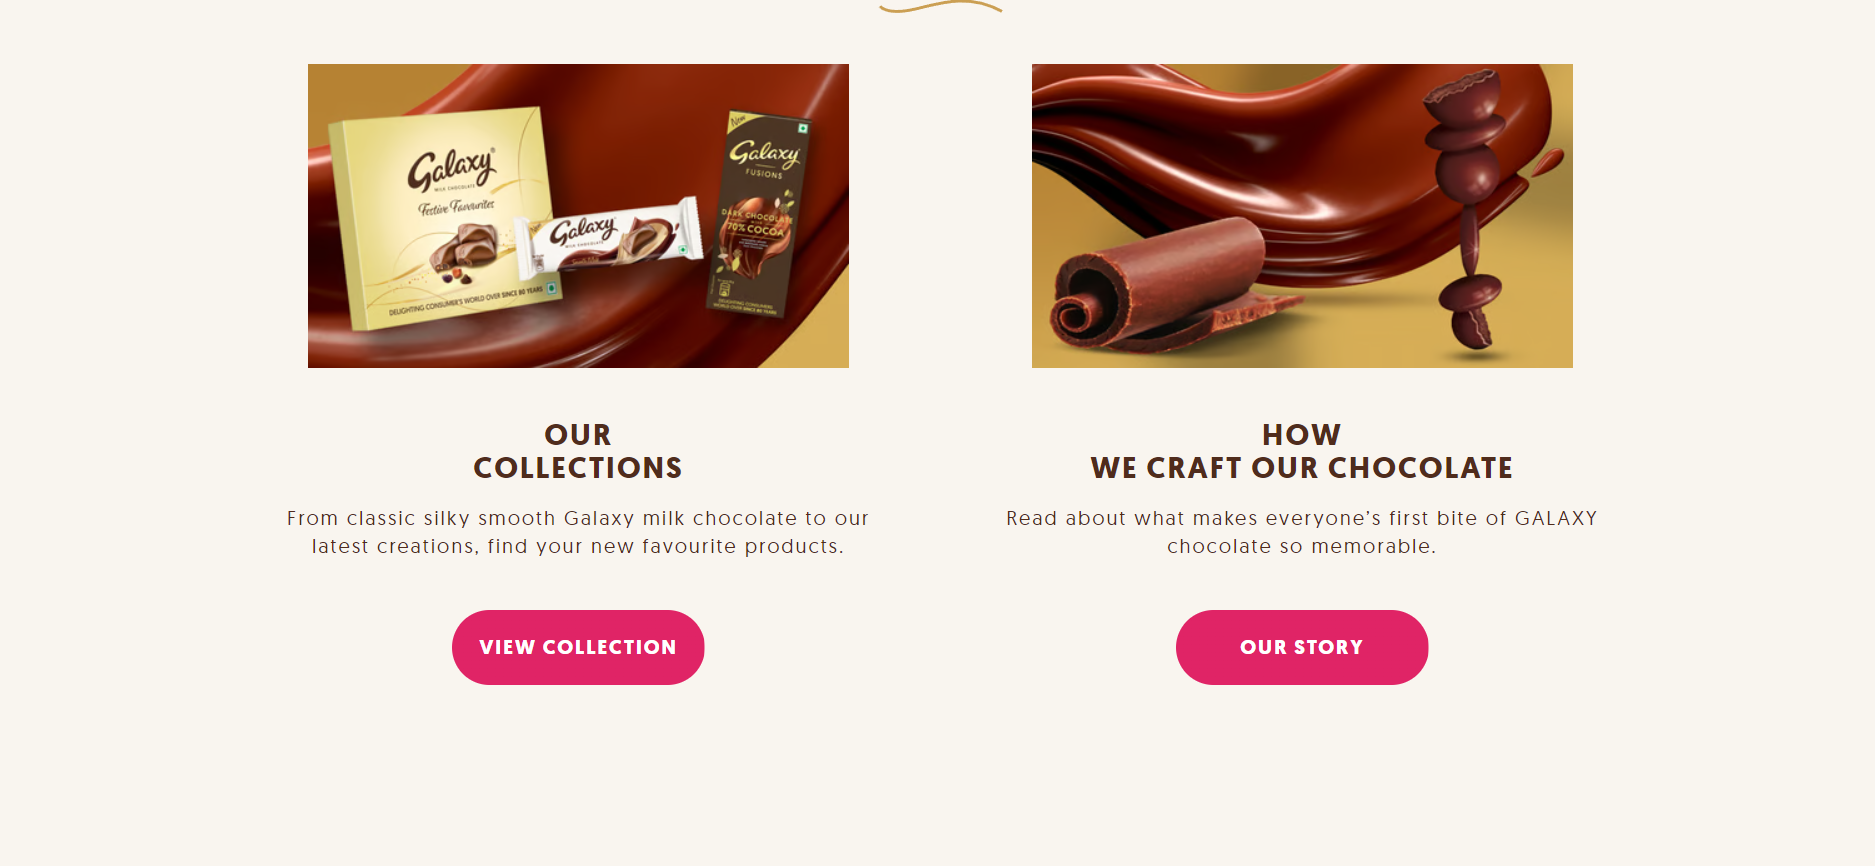 Galaxy®
MILK CHOCOLATE
Festive Favourites
DELIGHTING CONSUMER'S WORLD OVER SINCE 80 YEARS
Galaxy
MILK CHOCOLATE
New
Galaxy
FUSIONS
DARK CHOCOLATE
70% COCOA
DELIGHTING CONSUMERS
WORLD OVER SINCE 80 YEARS
OUR
COLLECTIONS
From classic silky smooth Galaxy milk chocolate to our
latest creations, find your new favourite products.
VIEW COLLECTION
HOW
WE CRAFT OUR CHOCOLATE
Read about what makes everyone’s first bite of GALAXY
chocolate so memorable.
OUR STORY